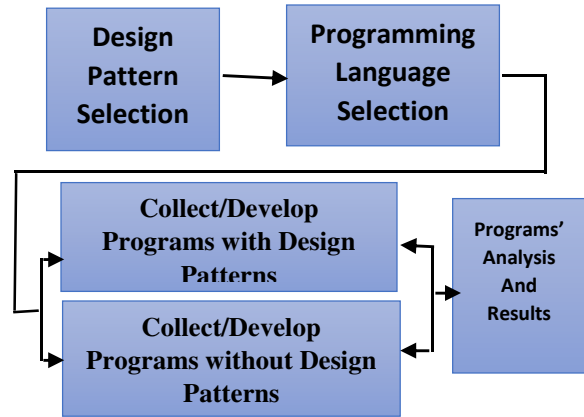 Design
Pattern
Selection
Programming
Language
Selection
Collect/Develop
Programs with Design
Patterns
Collect/Develop
Programs without Design
Patterns
Programs'
Analysis
And
Results